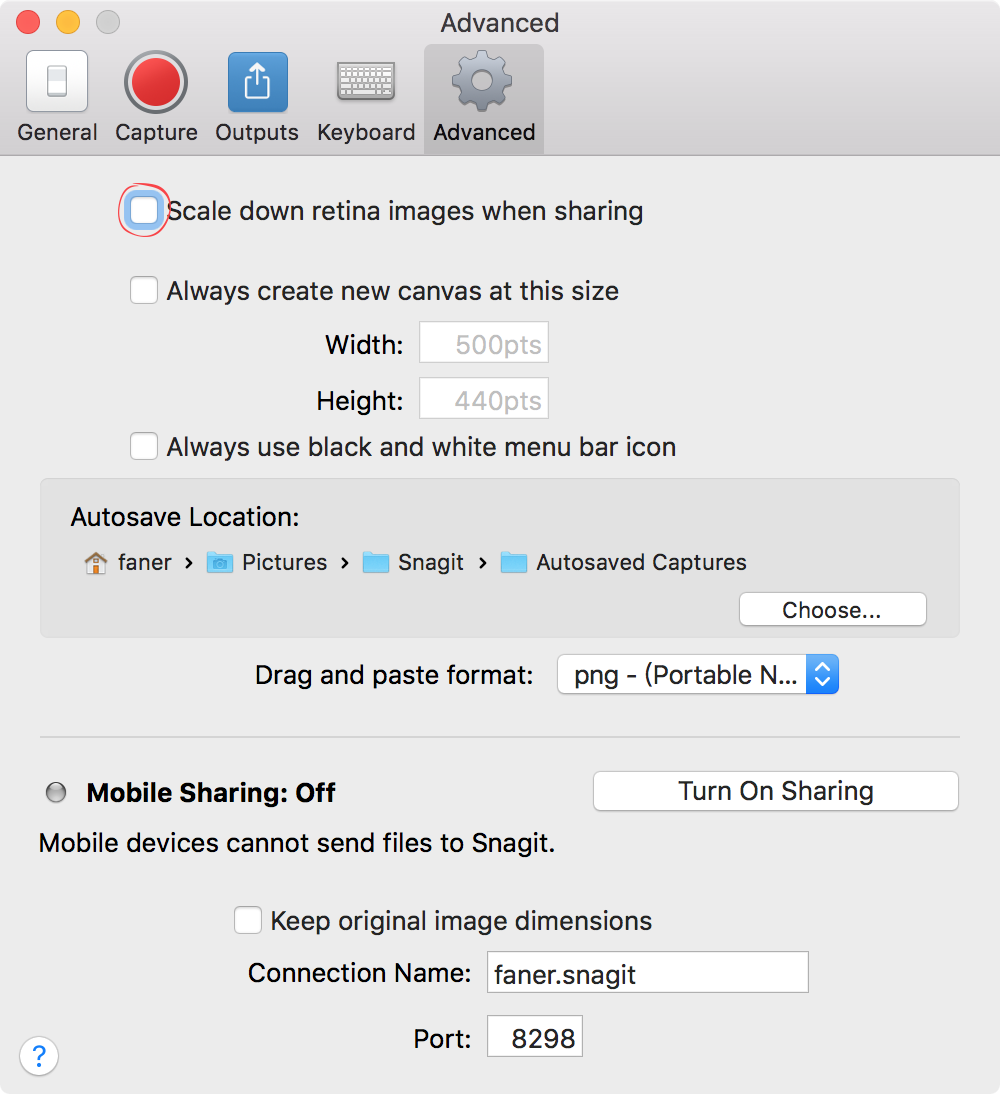 Advanced
General Capture Outputs Keyboard Advanced
Scale down retina images when sharing
Always create new canvas at this size
Width: 500pts
Height: 440pts
Always use black and white menu bar icon
Autosave Location:
faner › Pictures › Snagit › Autosaved Captures
Choose...
Drag and paste format: png - (Portable N...
Mobile Sharing: Off Turn On Sharing
Mobile devices cannot send files to Snagit.
Keep original image dimensions
Connection Name: faner.snagit
Port: 8298
?